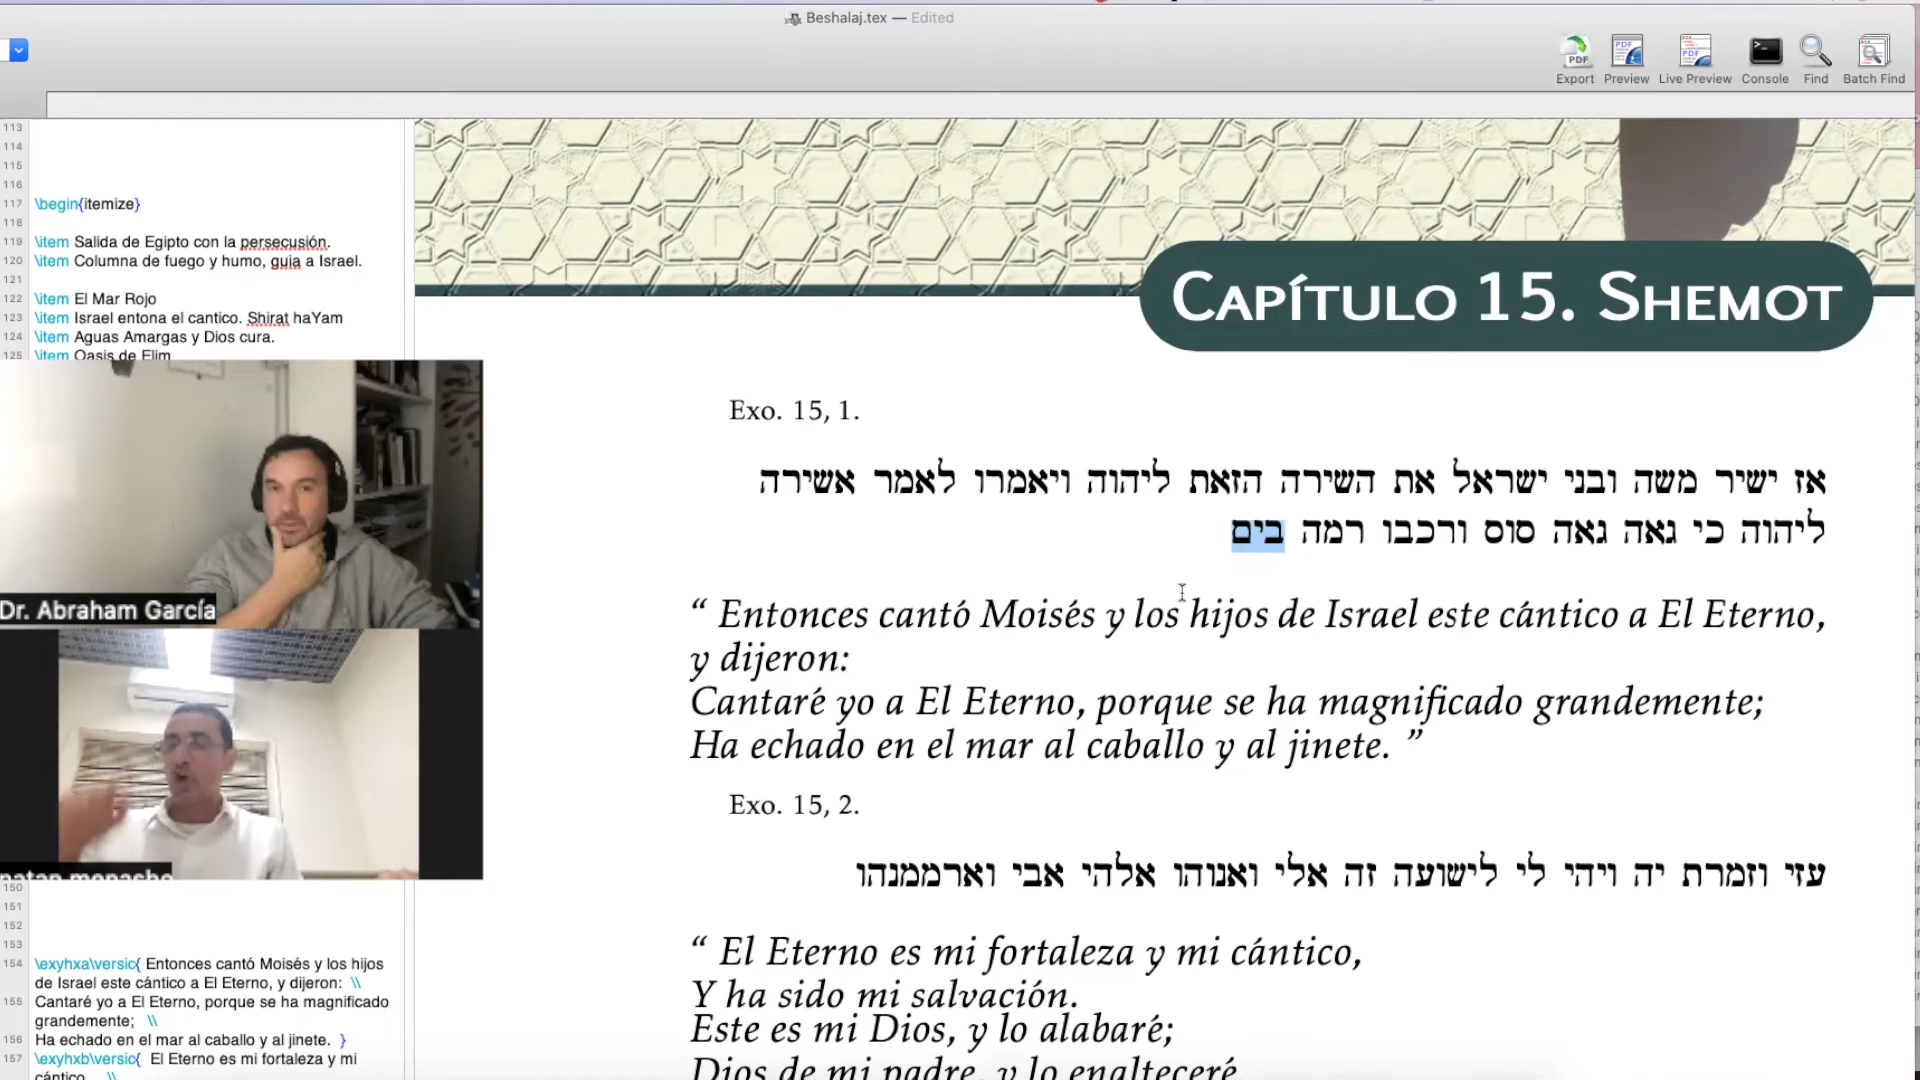 Beshalaj.tex — Edited
Export Preview Live Preview Console Find Batch Find
113
114
115
116
117 \begin{itemize}
118
119 \item Salida de Egipto con la persecusión.
120 \item Columna de fuego y humo, guia a Israel.
121
122 \item El Mar Rojo
123 \item Israel entona el cantico. Shirat haYam
124 \item Aguas Amargas y Dios cura.
125 \item Oasis de Elim
Dr. Abraham García
natan menashe
150
151
152
153
154 \exyhxa\versic{ Entonces cantó Moisés y los hijos
de Israel este cántico a El Eterno, y dijeron: \\
155 Cantaré yo a El Eterno, porque se ha magnificado
grandemente; \\
156 Ha echado en el mar al caballo y al jinete. }
157 \exyhxb\versic{ El Eterno es mi fortaleza y mi
cántico, \\
Capítulo 15. Shemot
Exo. 15, 1.
אז ישיר משה ובני ישראל את השירה הזאת ליהוה ויאמרו לאמר אשירה
ליהוה כי גאה גאה סוס ורכבו רמה בים
“ Entonces cantó Moisés y los hijos de Israel este cántico a El Eterno,
y dijeron:
Cantaré yo a El Eterno, porque se ha magnificado grandemente;
Ha echado en el mar al caballo y al jinete. ”
Exo. 15, 2.
עזי וזמרת יה ויהי לי לישועה זה אלי ואנוהו אלהי אבי וארממנהו
“ El Eterno es mi fortaleza y mi cántico,
Y ha sido mi salvación.
Este es mi Dios, y lo alabaré;
Dios de mi padre, y lo enalteceré.